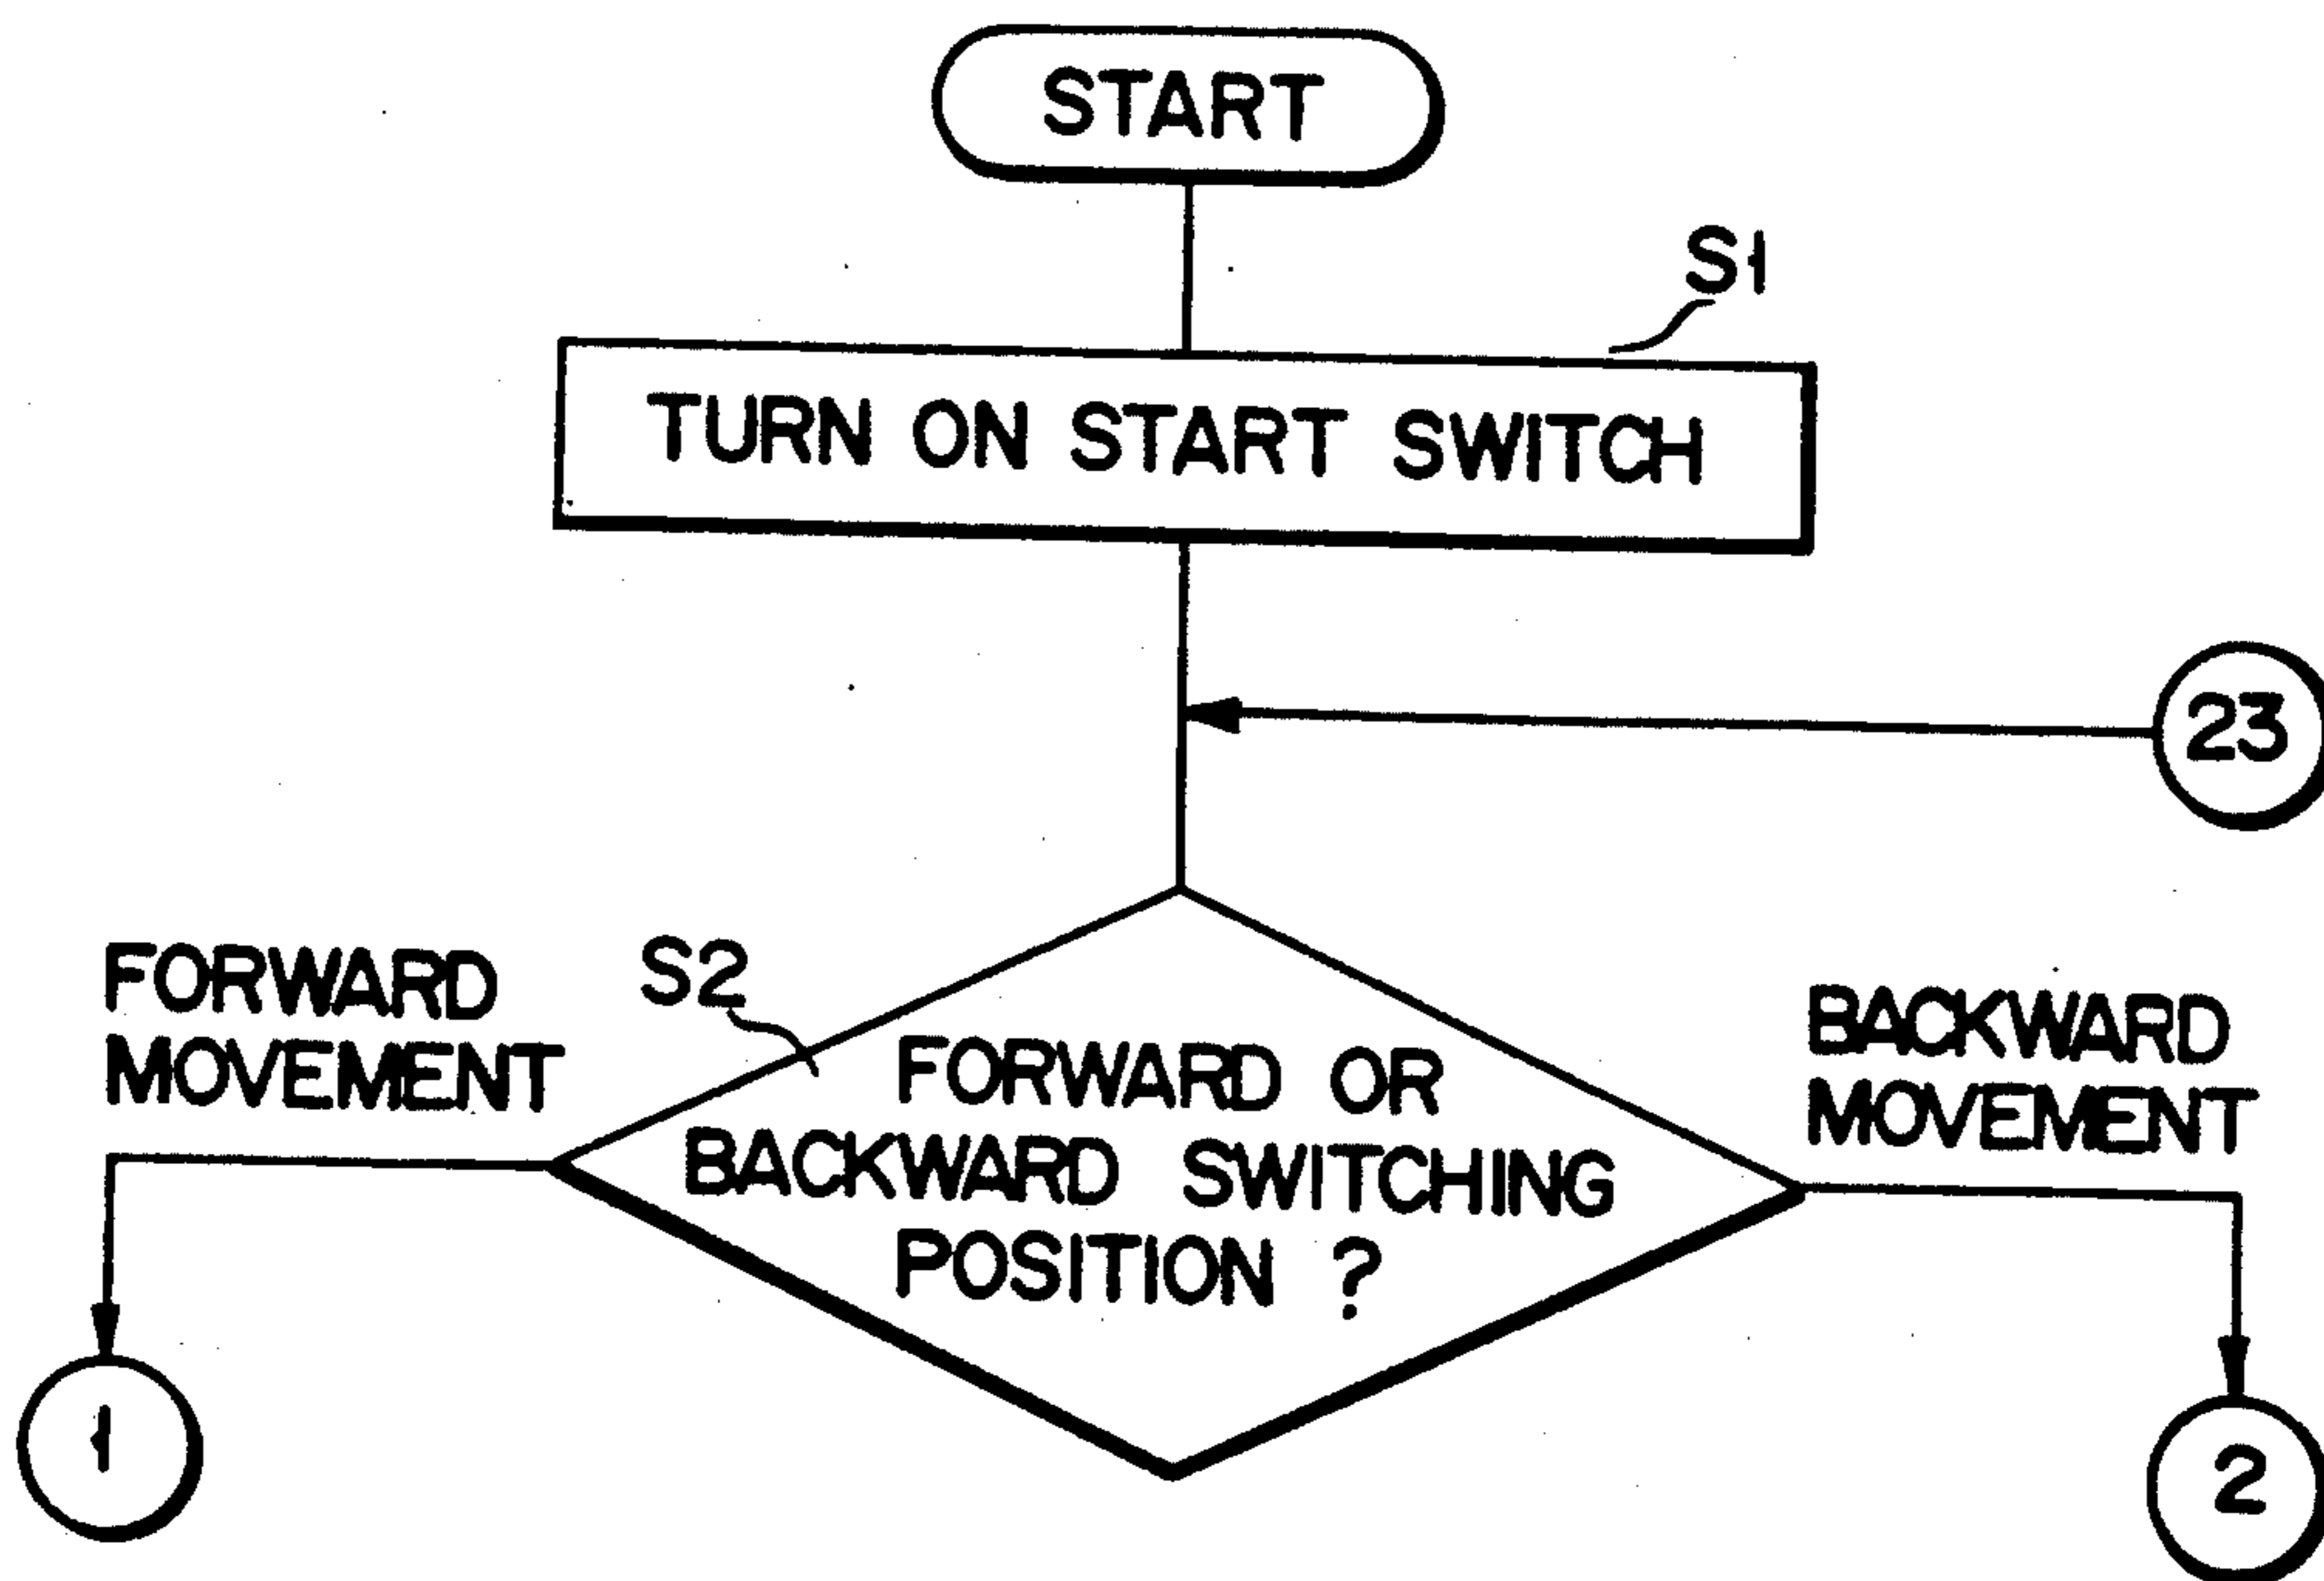 START
S1
TURN ON START SWITCH
23
FORWARD
MOVEMENT
S2
FORWARD OR
BACKWARD SWITCHING
POSITION ?
BACKWARD
MOVEMENT
1
2